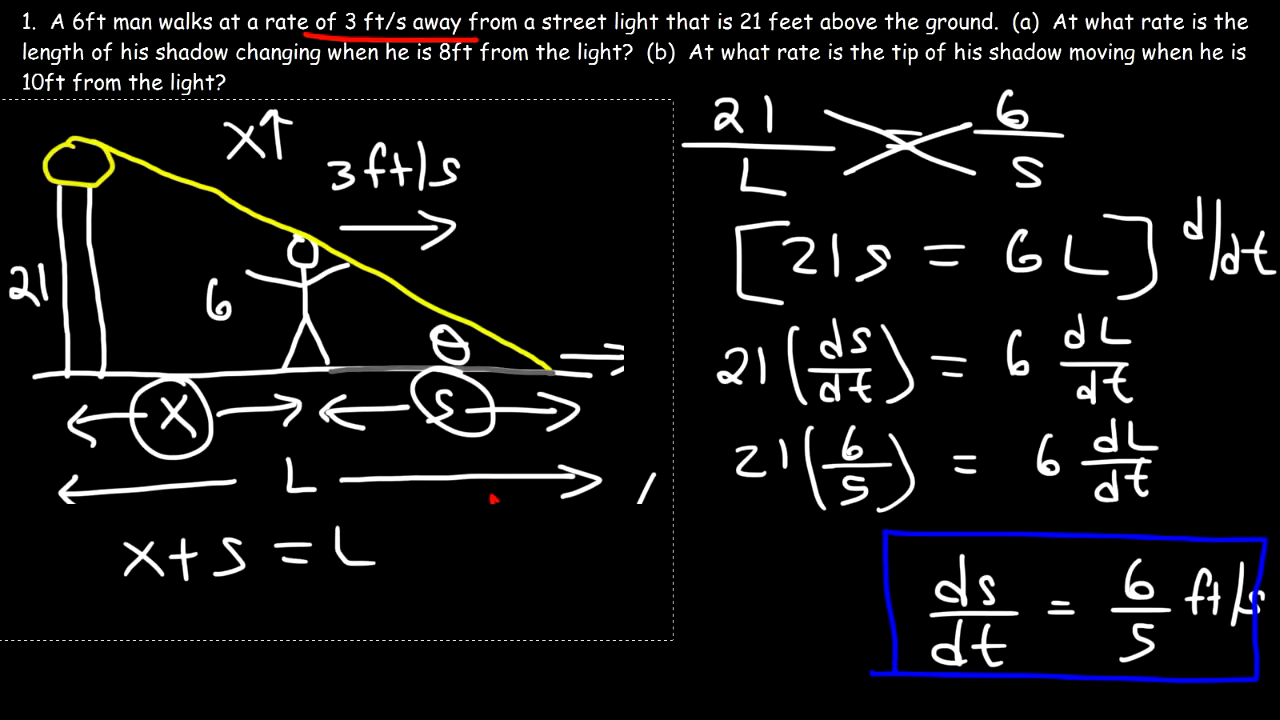 1. A 6ft man walks at a rate of 3 ft/s away from a street light that is 21 feet above the ground. (a) At what rate is the
length of his shadow changing when he is 8ft from the light? (b) At what rate is the tip of his shadow moving when he is
10ft from the light?
x↑
3ft/s
21
6
θ
x
s
L
x+s=L
21/L = 6/s
[21s = 6L] d/dt
21(ds/dt) = 6 dL/dt
21(6/5) = 6 dL/dt
ds/dt = 6/5 ft/s